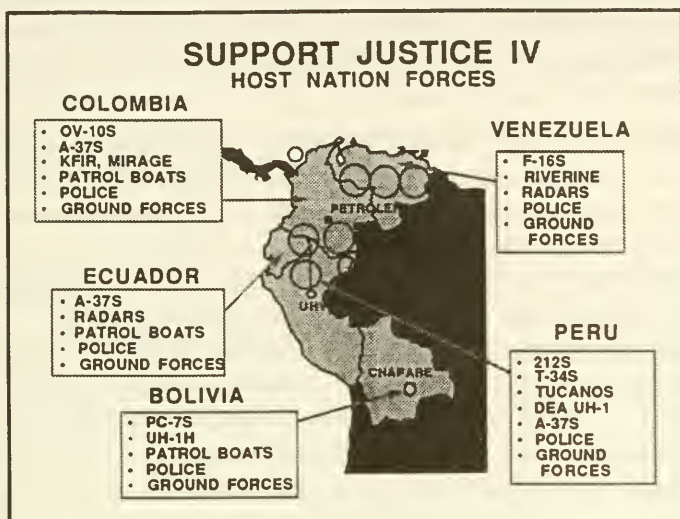 SUPPORT JUSTICE IV
HOST NATION FORCES
COLOMBIA
• OV-10S
• A-37S
• KFIR, MIRAGE
• PATROL BOATS
• POLICE
• GROUND FORCES
VENEZUELA
• F-16S
• RIVERINE
• RADARS
• POLICE
• GROUND
FORCES
PETROLE
ECUADOR
• A-37S
• RADARS
• PATROL BOATS
• POLICE
• GROUND FORCES
PERU
• 212S
• T-34S
• TUCANOS
• DEA UH-1
• A-37S
• POLICE
• GROUND
FORCES
CHAPARE
BOLIVIA
• PC-7S
• UH-1H
• PATROL BOATS
• POLICE
• GROUND FORCES